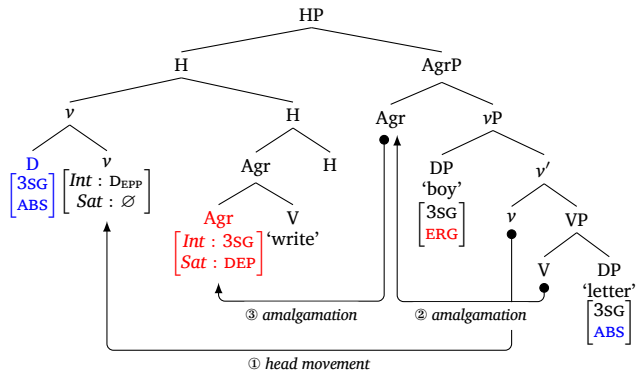 HP
H AgrP
v H Agr vP
D v Agr H DP v′
[3SG ABS] [Int : D_EPP Sat : ∅] Agr V 'boy' v VP
[Int : 3SG Sat : DEP] 'write' [3SG ERG] V DP
'letter'
[3SG ABS]
③ amalgamation ② amalgamation
① head movement